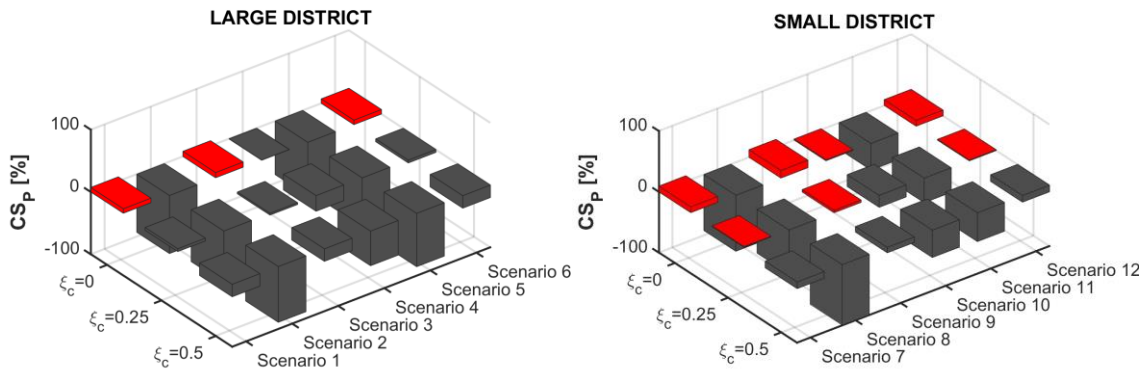 LARGE DISTRICT
100
0
-100
CS_P [%]
ξ_c=0
ξ_c=0.25
ξ_c=0.5
Scenario 1
Scenario 2
Scenario 3
Scenario 4
Scenario 5
Scenario 6
SMALL DISTRICT
100
0
-100
CS_P [%]
ξ_c=0
ξ_c=0.25
ξ_c=0.5
Scenario 7
Scenario 8
Scenario 9
Scenario 10
Scenario 11
Scenario 12